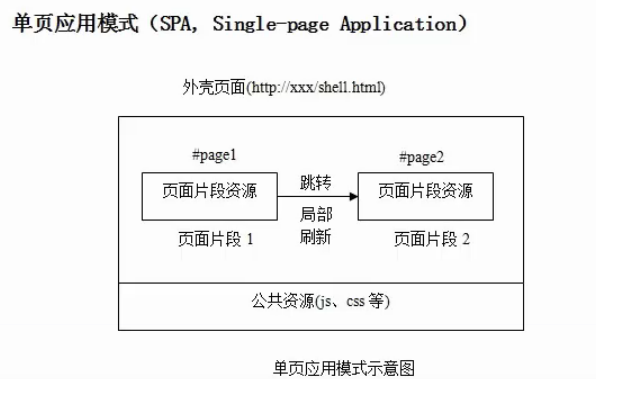 单页应用模式（SPA, Single-page Application）
外壳页面(http://xxx/shell.html)
#page1
#page2
页面片段资源
跳转
页面片段资源
局部
刷新
页面片段 1
页面片段 2
公共资源(js、css 等)
单页应用模式示意图